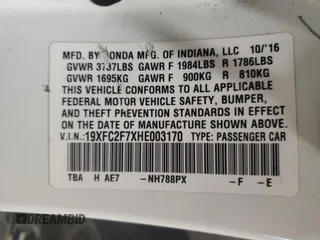 MFD. BY HONDA MFG. OF INDIANA, LLC 10/'16
GVWR 3737LBS GAWR F 1984LBS R 1786LBS
GVWR 1695KG GAWR F 900KG R 810KG
THIS VEHICLE CONFORMS TO ALL APPLICABLE
FEDERAL MOTOR VEHICLE SAFETY, BUMPER,
AND THEFT PREVENTION STANDARDS IN EFFECT
ON THE DATE OF MANUFACTURE SHOWN ABOVE.
V.I.N.:19XFC2F7XHE003170 TYPE: PASSENGER CAR
TBA H AE7 -NH788PX -F -E
DREAMBID